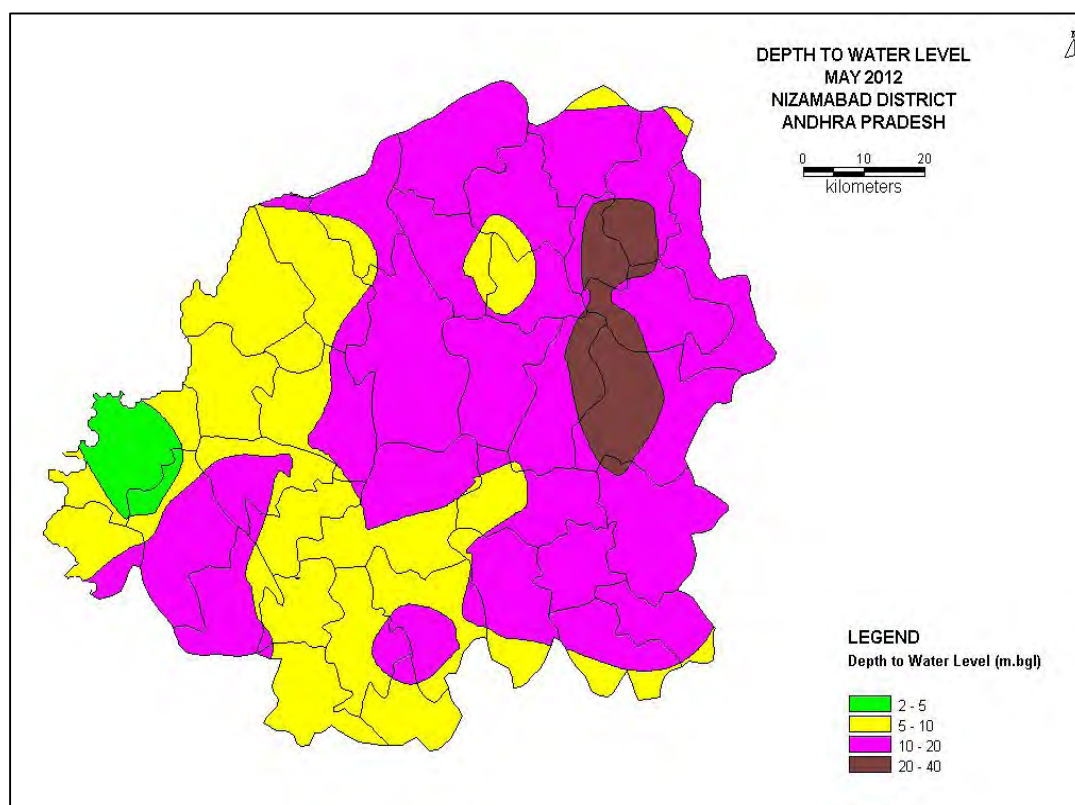 DEPTH TO WATER LEVEL
MAY 2012
NIZAMABAD DISTRICT
ANDHRA PRADESH
0 10 20
kilometers
LEGEND
Depth to Water Level (m.bgl)
2 - 5
5 - 10
10 - 20
20 - 40